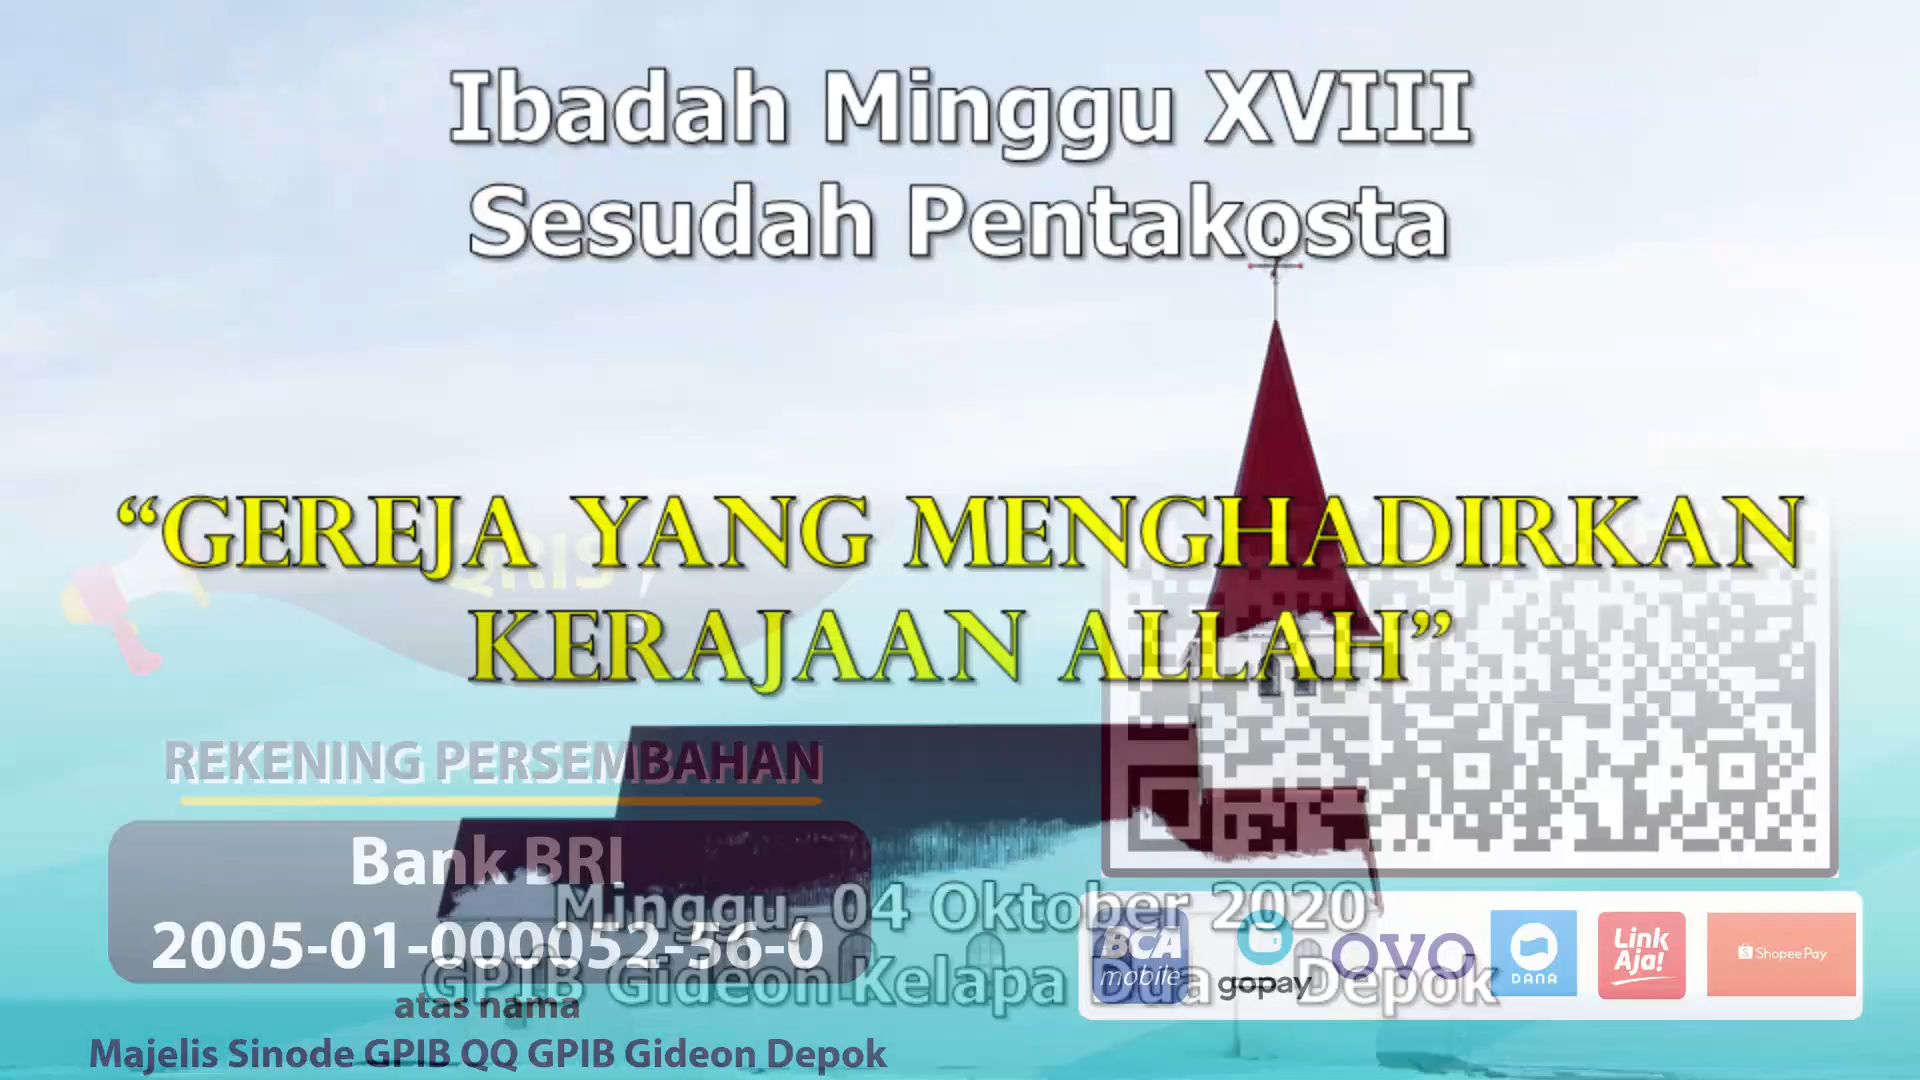 Ibadah Minggu XVIII
Sesudah Pentakosta
“GEREJA YANG MENGHADIRKAN
KERAJAAN ALLAH”
QRIS
REKENING PERSEMBAHAN
Bank BRI
2005-01-000052-56-0
atas nama
Majelis Sinode GPIB QQ GPIB Gideon Depok
Minggu, 04 Oktober 2020
GPIB Gideon Kelapa Dua - Depok
BCA
mobile
gopay
OVO
DANA
Link
Aja!
ShopeePay